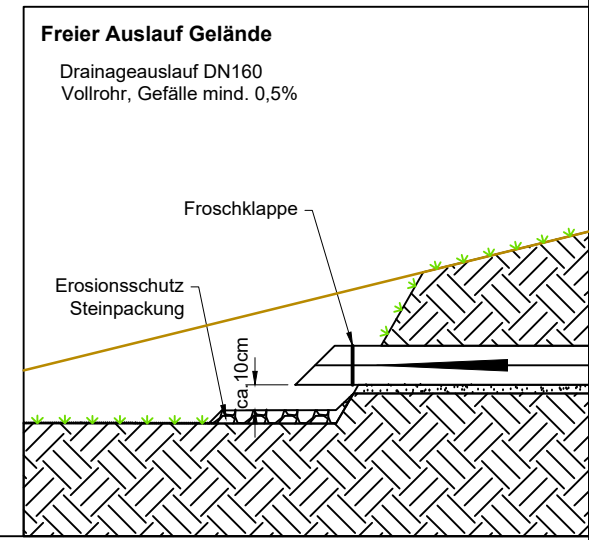 Freier Auslauf Gelände
Drainageauslauf DN160
Vollrohr, Gefälle mind. 0,5%
Froschklappe
Erosionsschutz
Steinpackung
ca.10cm